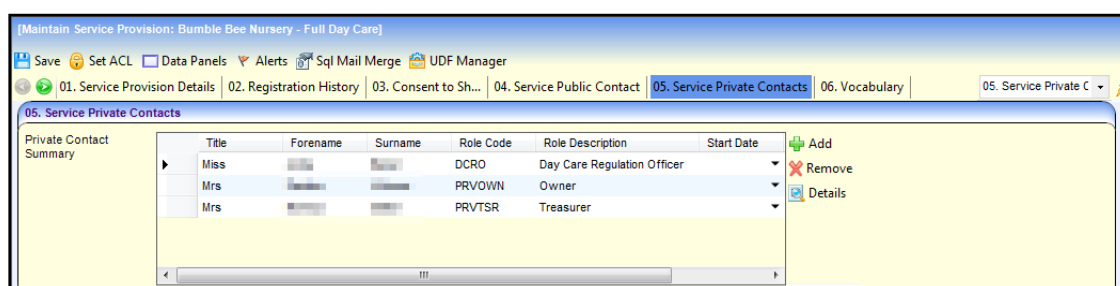 [Maintain Service Provision: Bumble Bee Nursery - Full Day Care]
Save Set ACL Data Panels Alerts Sql Mail Merge UDF Manager
01. Service Provision Details 02. Registration History 03. Consent to Sh... 04. Service Public Contact 05. Service Private Contacts 06. Vocabulary 05. Service Private C
05. Service Private Contacts
Private Contact Summary
Title Forename Surname Role Code Role Description Start Date
Miss DCRO Day Care Regulation Officer
Mrs PRVOWN Owner
Mrs PRVTSR Treasurer
Add
Remove
Details